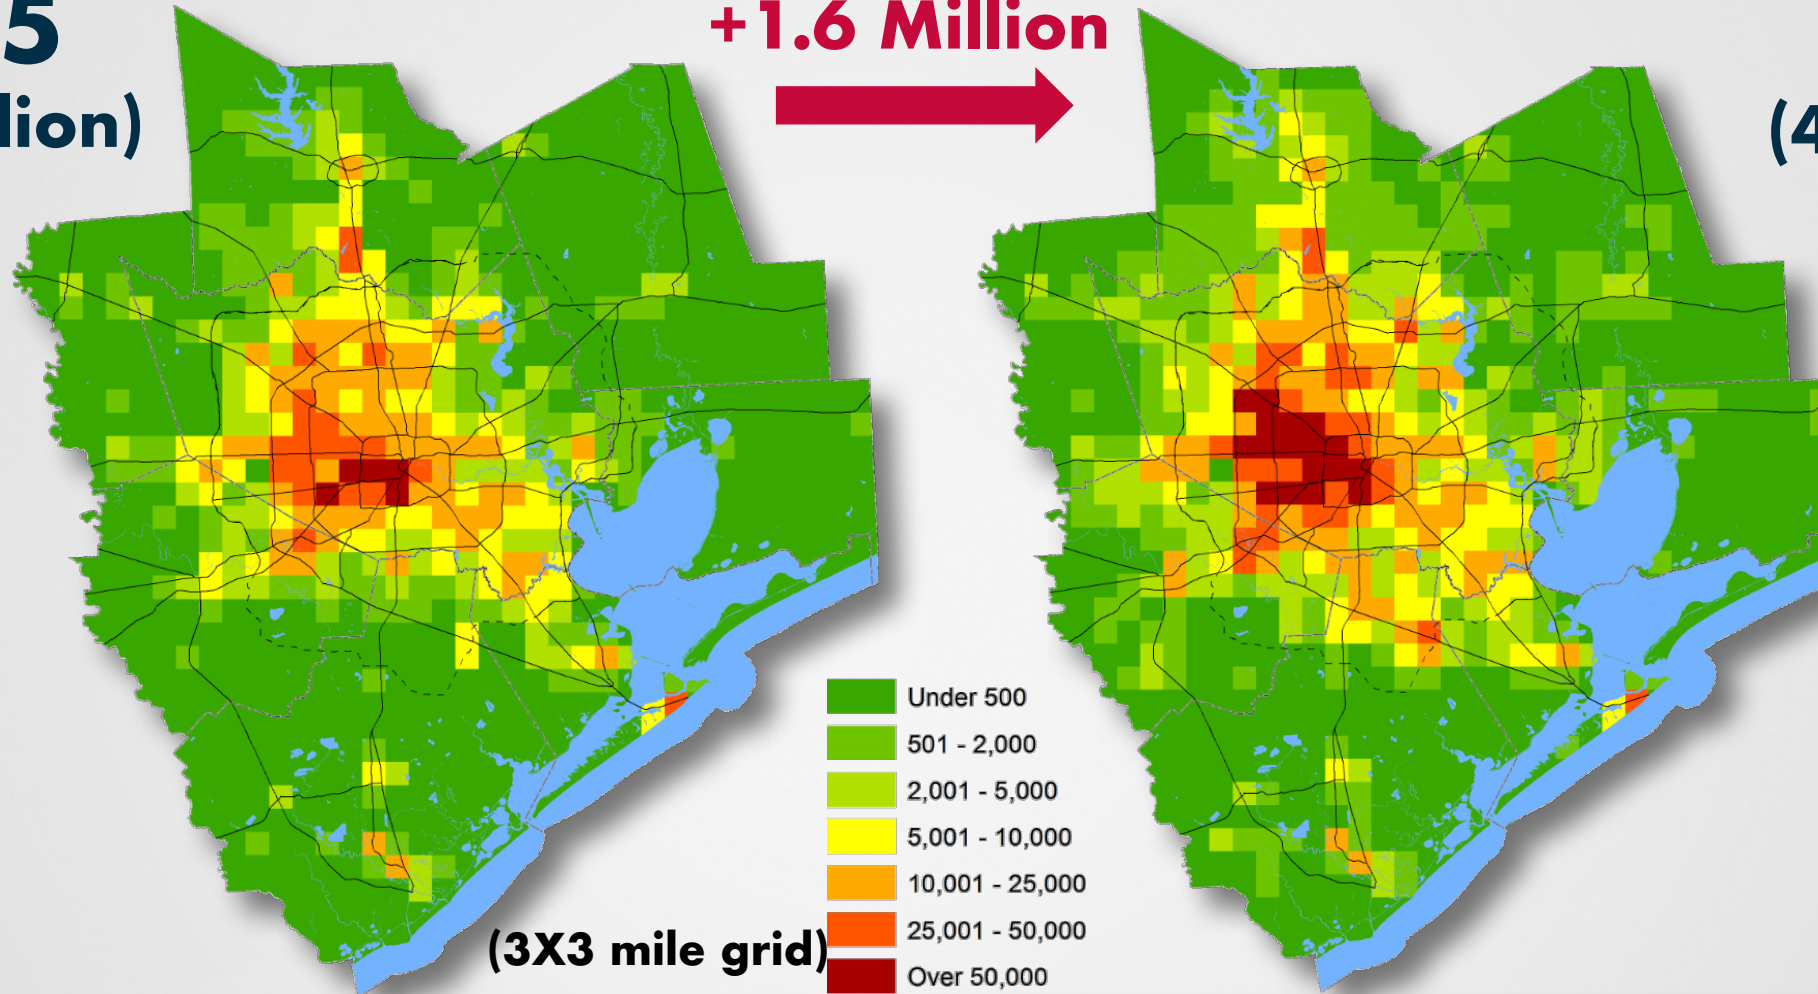 5
lion)
+1.6 Million
(4
Under 500
501 - 2,000
2,001 - 5,000
5,001 - 10,000
10,001 - 25,000
25,001 - 50,000
Over 50,000
(3X3 mile grid)